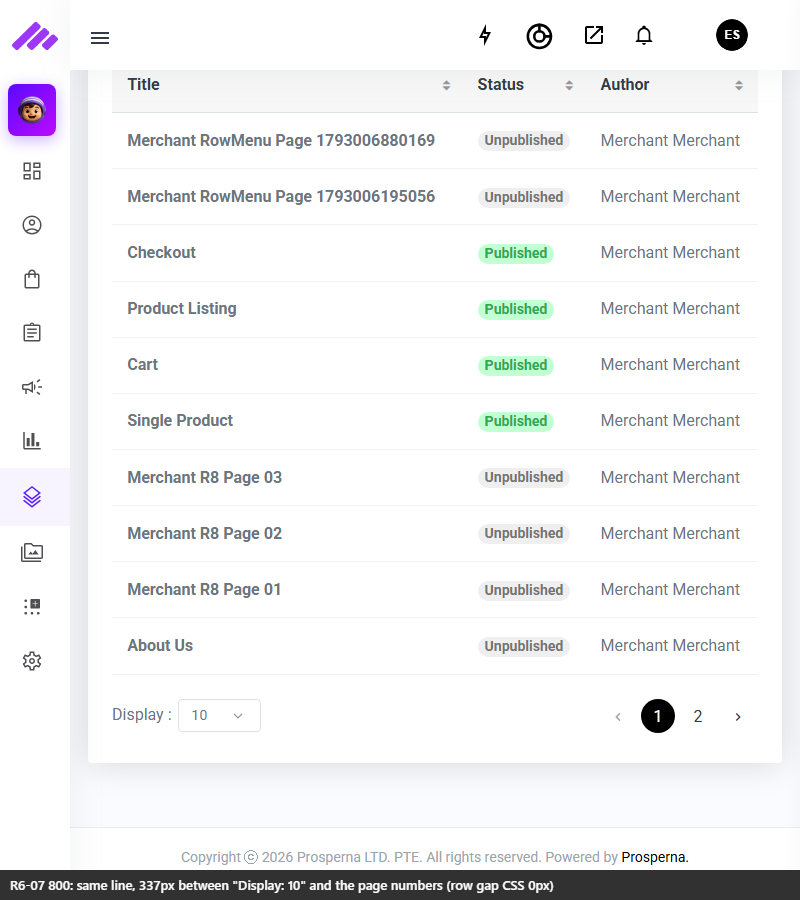 ES
Title Status Author
Merchant RowMenu Page 1793006880169 Unpublished Merchant Merchant
Merchant RowMenu Page 1793006195056 Unpublished Merchant Merchant
Checkout Published Merchant Merchant
Product Listing Published Merchant Merchant
Cart Published Merchant Merchant
Single Product Published Merchant Merchant
Merchant R8 Page 03 Unpublished Merchant Merchant
Merchant R8 Page 02 Unpublished Merchant Merchant
Merchant R8 Page 01 Unpublished Merchant Merchant
About Us Unpublished Merchant Merchant
Display : 10 1 2
Copyright © 2026 Prosperna LTD. PTE. All rights reserved. Powered by Prosperna.
R6-07 800: same line, 337px between "Display: 10" and the page numbers (row gap CSS 0px)